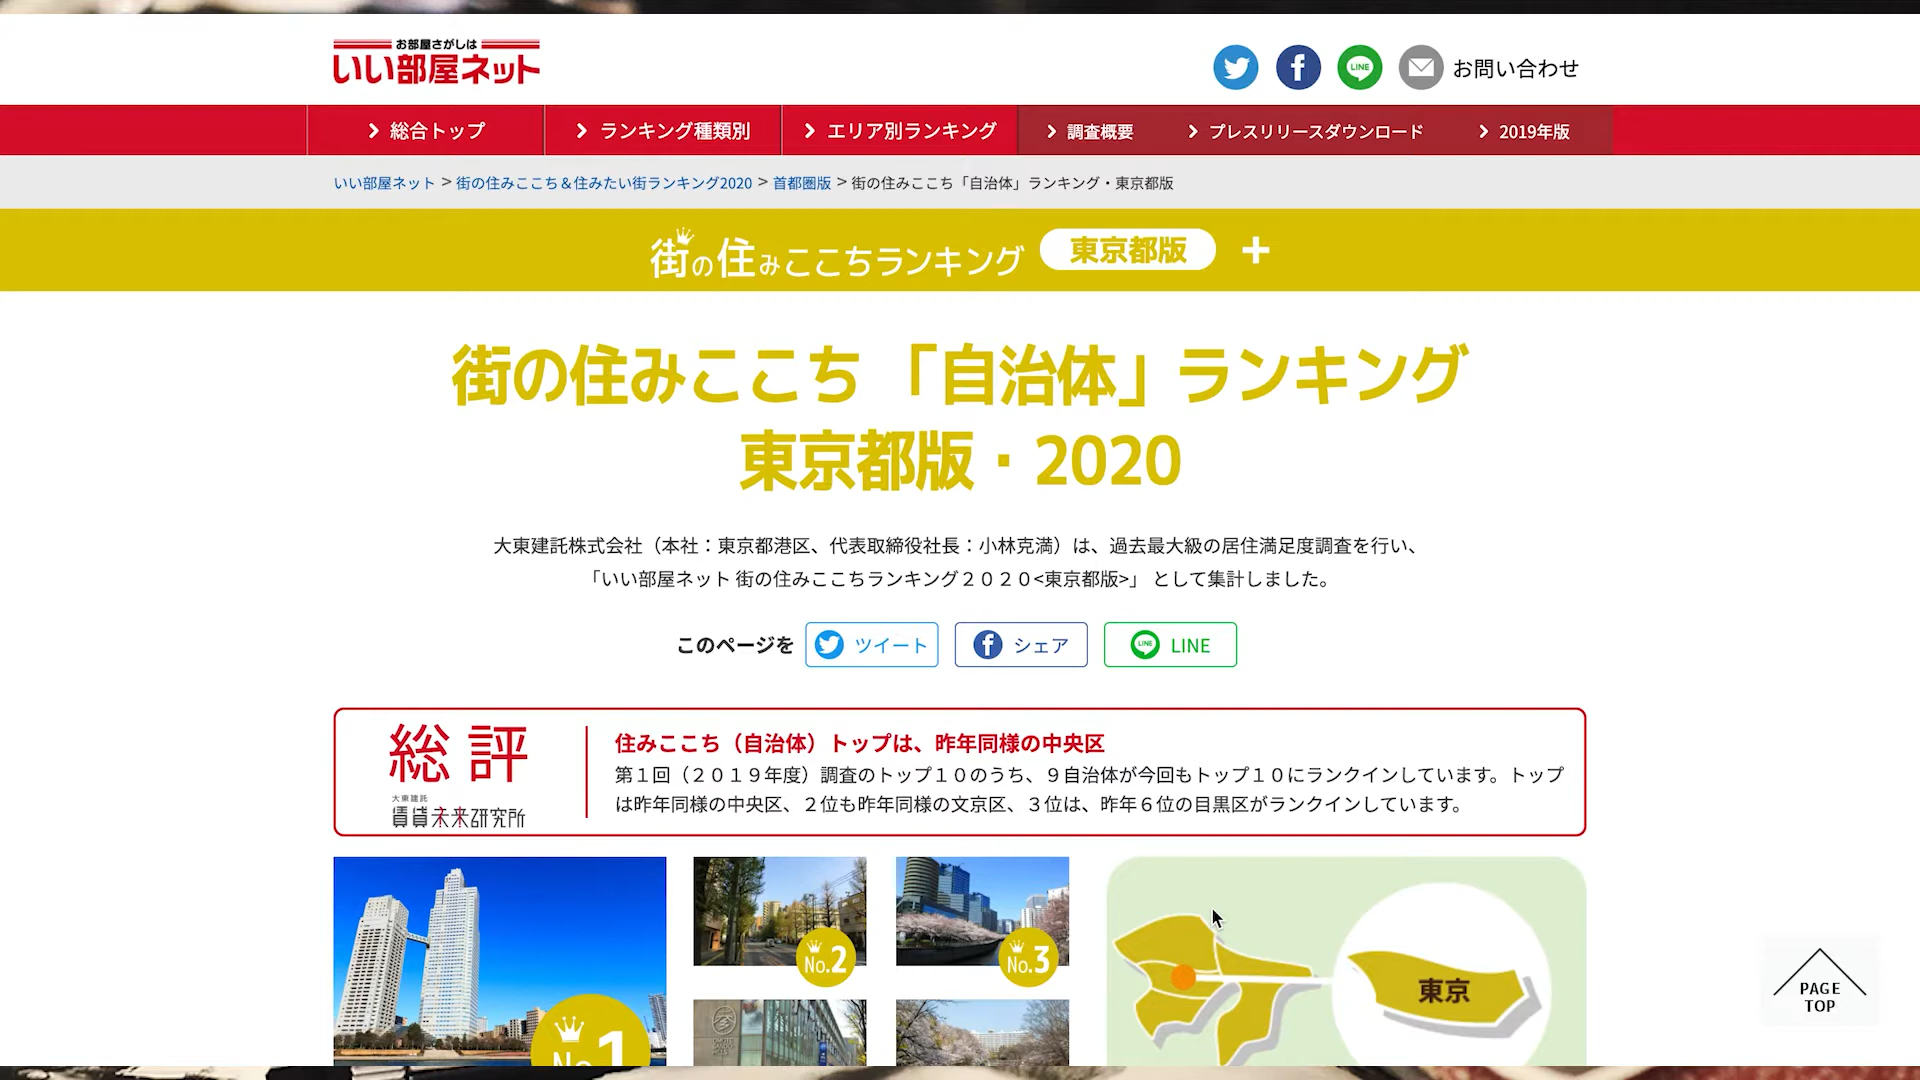 お部屋さがしは
いい部屋ネット
LINE
お問い合わせ
総合トップ
ランキング種類別
エリア別ランキング
調査概要
プレスリリースダウンロード
2019年版
いい部屋ネット > 街の住みここち＆住みたい街ランキング2020 > 首都圏版 > 街の住みここち「自治体」ランキング・東京都版
街の住みここちランキング 東京都版 +
街の住みここち「自治体」ランキング
東京都版・2020
大東建託株式会社（本社：東京都港区、代表取締役社長：小林克満）は、過去最大級の居住満足度調査を行い、
「いい部屋ネット 街の住みここちランキング２０２０<東京都版>」 として集計しました。
このページを
ツイート
シェア
LINE
LINE
総評
大東建託
賃貸未来研究所
住みここち（自治体）トップは、昨年同様の中央区
第１回（２０１９年度）調査のトップ１０のうち、９自治体が今回もトップ１０にランクインしています。トップ
は昨年同様の中央区、２位も昨年同様の文京区、３位は、昨年６位の目黒区がランクインしています。
No.1
No.2
No.3
東京
PAGE
TOP